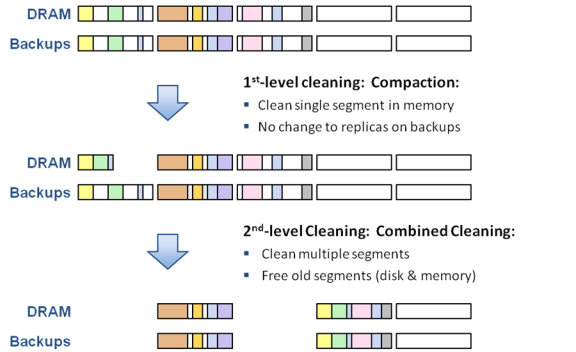 DRAM
Backups
1st-level cleaning: Compaction:
▪ Clean single segment in memory
▪ No change to replicas on backups
DRAM
Backups
2nd-level Cleaning: Combined Cleaning:
▪ Clean multiple segments
▪ Free old segments (disk & memory)
DRAM
Backups